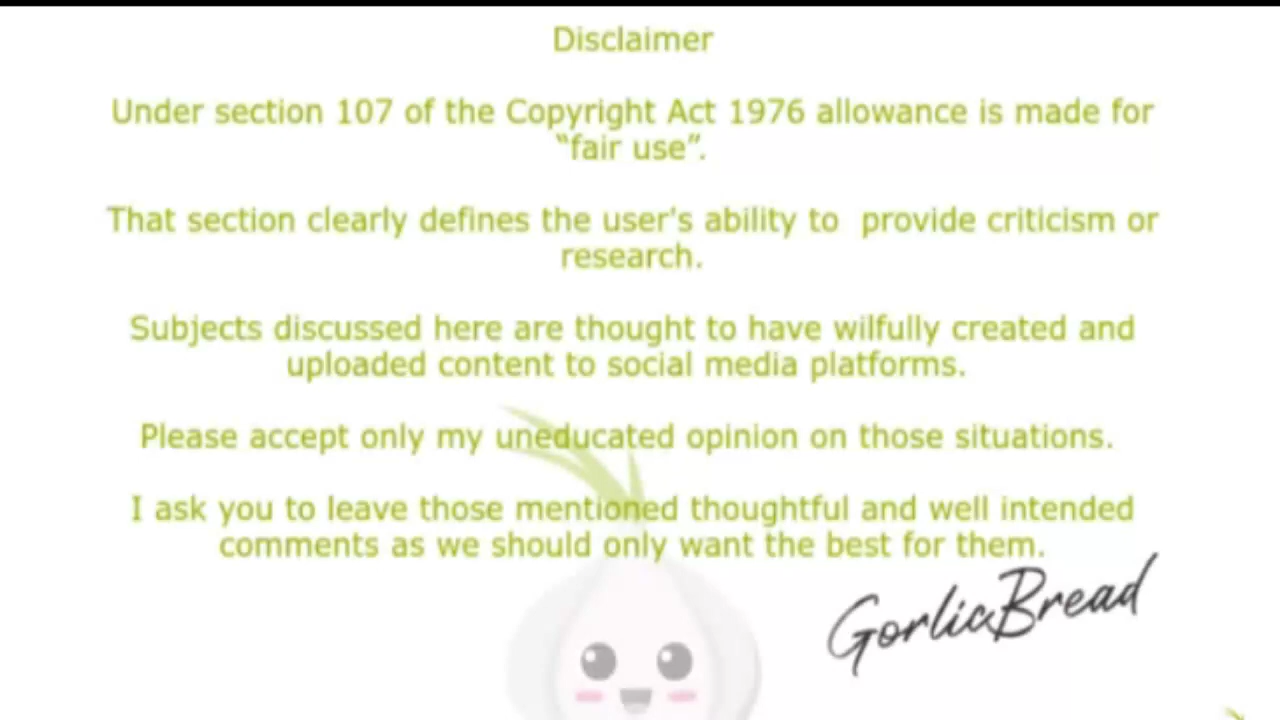 Disclaimer
Under section 107 of the Copyright Act 1976 allowance is made for
“fair use”.
That section clearly defines the user's ability to  provide criticism or
research.
Subjects discussed here are thought to have wilfully created and
uploaded content to social media platforms.
Please accept only my uneducated opinion on those situations.
I ask you to leave those mentioned thoughtful and well intended
comments as we should only want the best for them.
GorlicBread